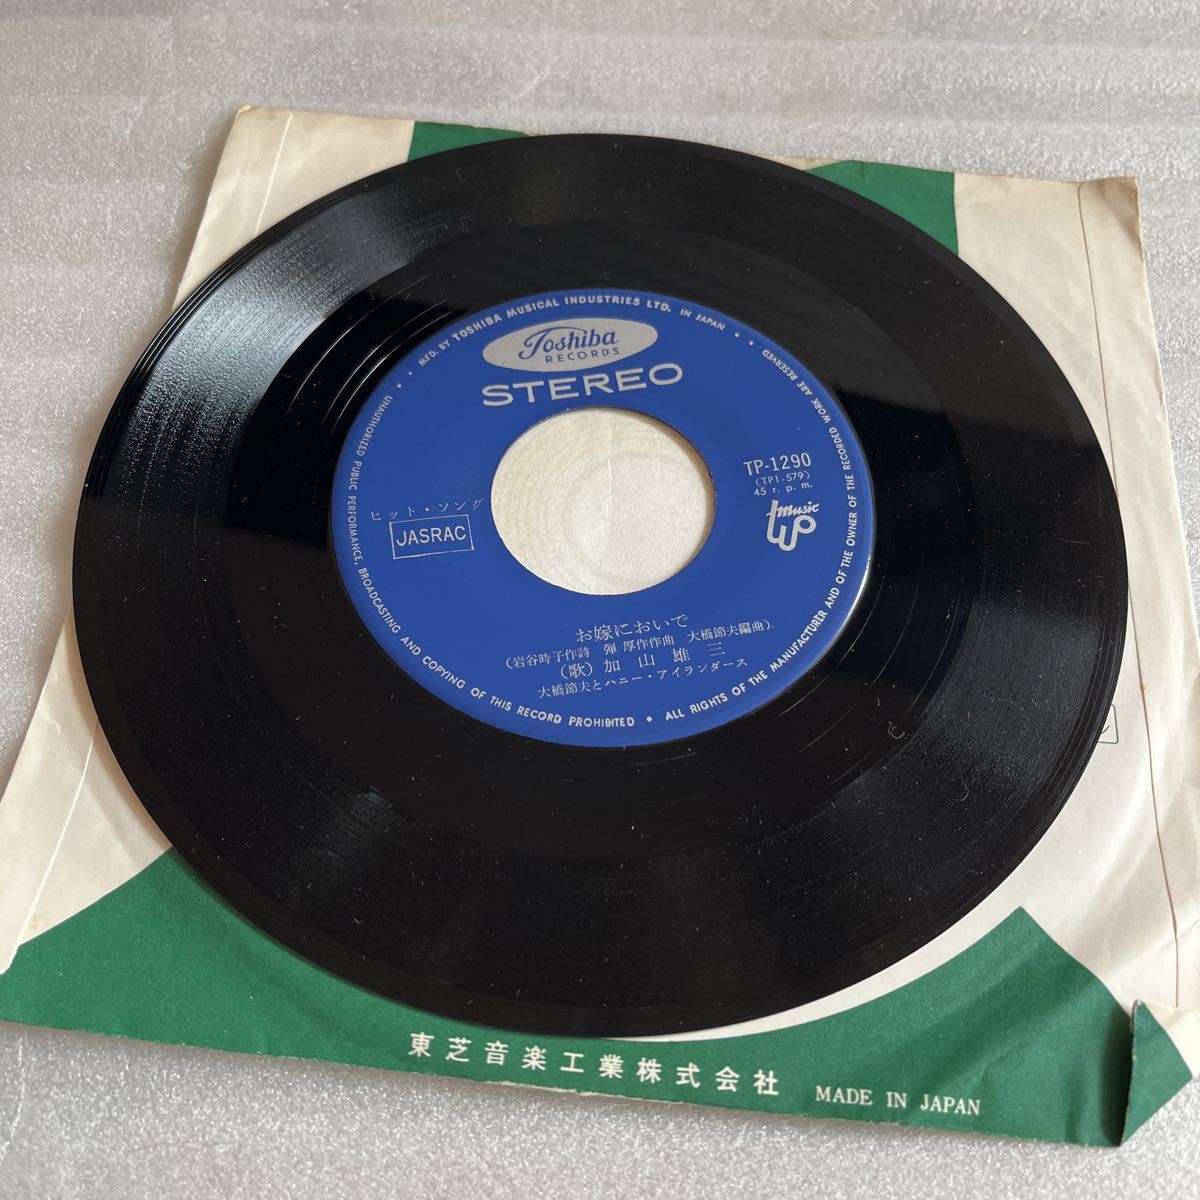 • • MFD. BY TOSHIBA MUSICAL INDUSTRIES LTD. IN JAPAN • •
Toshiba
RECORDS
STEREO
TP-1290
(TP1-579)
45 r. p. m.
music
up
ヒット・ソング
JASRAC
お嫁においで
(岩谷時子作詩 弾 厚作作曲 大橋節夫編曲)
(歌) 加山雄三
大橋節夫とハニー・アイランダース
UNAUTHORIZED PUBLIC PERFORMANCE, BROADCASTING AND COPYING OF THIS RECORD PROHIBITED • ALL RIGHTS OF THE MANUFACTURER AND OF THE OWNER OF THE RECORDED WORK ARE RESERVED
東芝音楽工業株式会社 MADE IN JAPAN